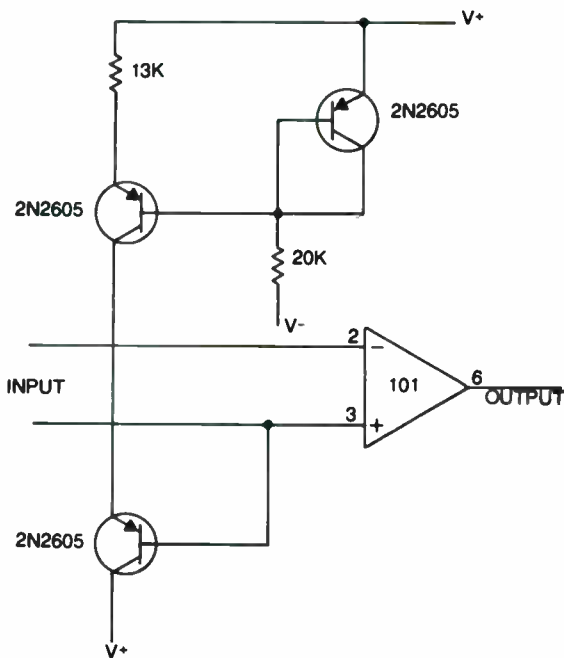 V+
13K
2N2605
2N2605
20K
V-
2
-
101
6
OUTPUT
INPUT
3
+
2N2605
V+